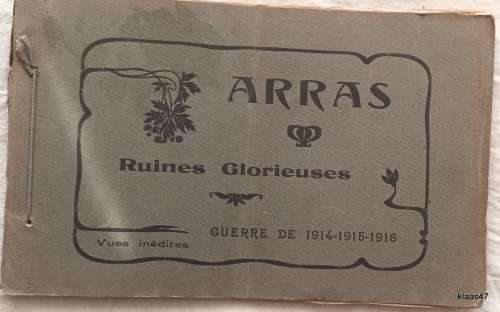 ARRAS
Ruines Glorieuses
Vues inédites
GUERRE DE 1914-1915-1916
klaas47